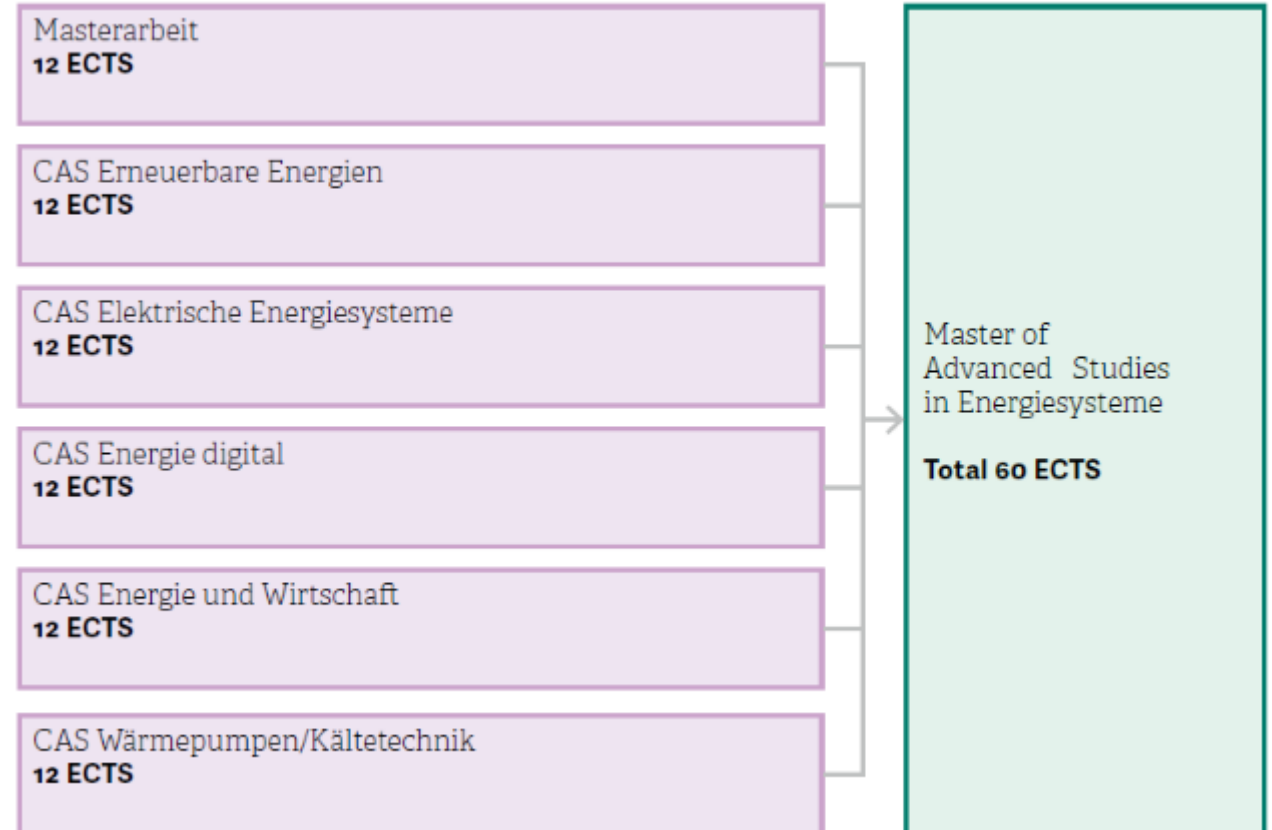 Masterarbeit
12 ECTS
CAS Erneuerbare Energien
12 ECTS
CAS Elektrische Energiesysteme
12 ECTS
CAS Energie digital
12 ECTS
CAS Energie und Wirtschaft
12 ECTS
CAS Wärmepumpen/Kältetechnik
12 ECTS
Master of
Advanced Studies
in Energiesysteme
Total 60 ECTS